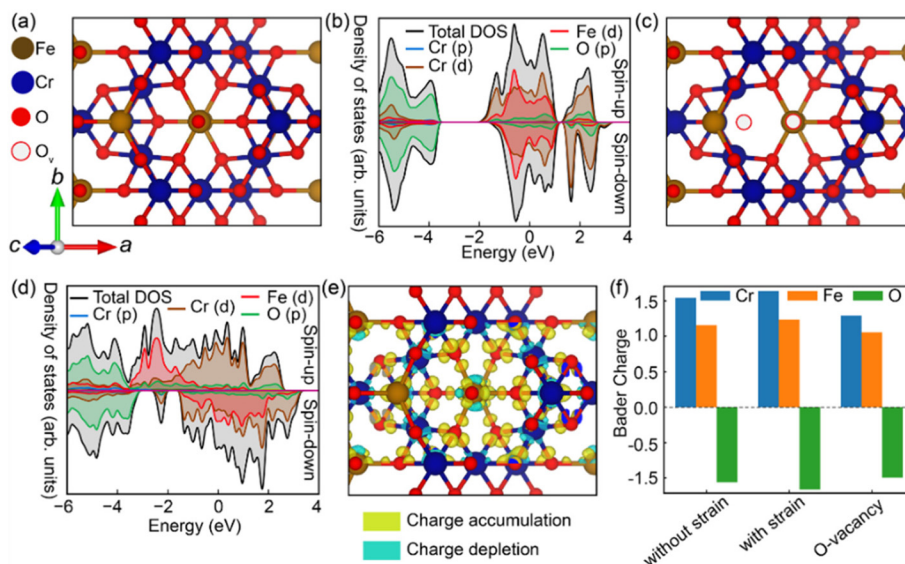 (a)
Fe
Cr
O
Ov
b
c
a
(b)
Density of states (arb. units)
Total DOS
Cr (p)
Cr (d)
Fe (d)
O (p)
Spin-up
Spin-down
−6 −4 −2 0 2 4
Energy (eV)
(c)
(d)
Density of states (arb. units)
Total DOS
Cr (p)
Cr (d)
Fe (d)
O (p)
Spin-up
Spin-down
−6 −4 −2 0 2 4
Energy (eV)
(e)
Charge accumulation
Charge depletion
(f)
Cr Fe O
Bader Charge
1.5
1.0
0.5
0.0
-0.5
-1.5
without strain
with strain
O-vacancy